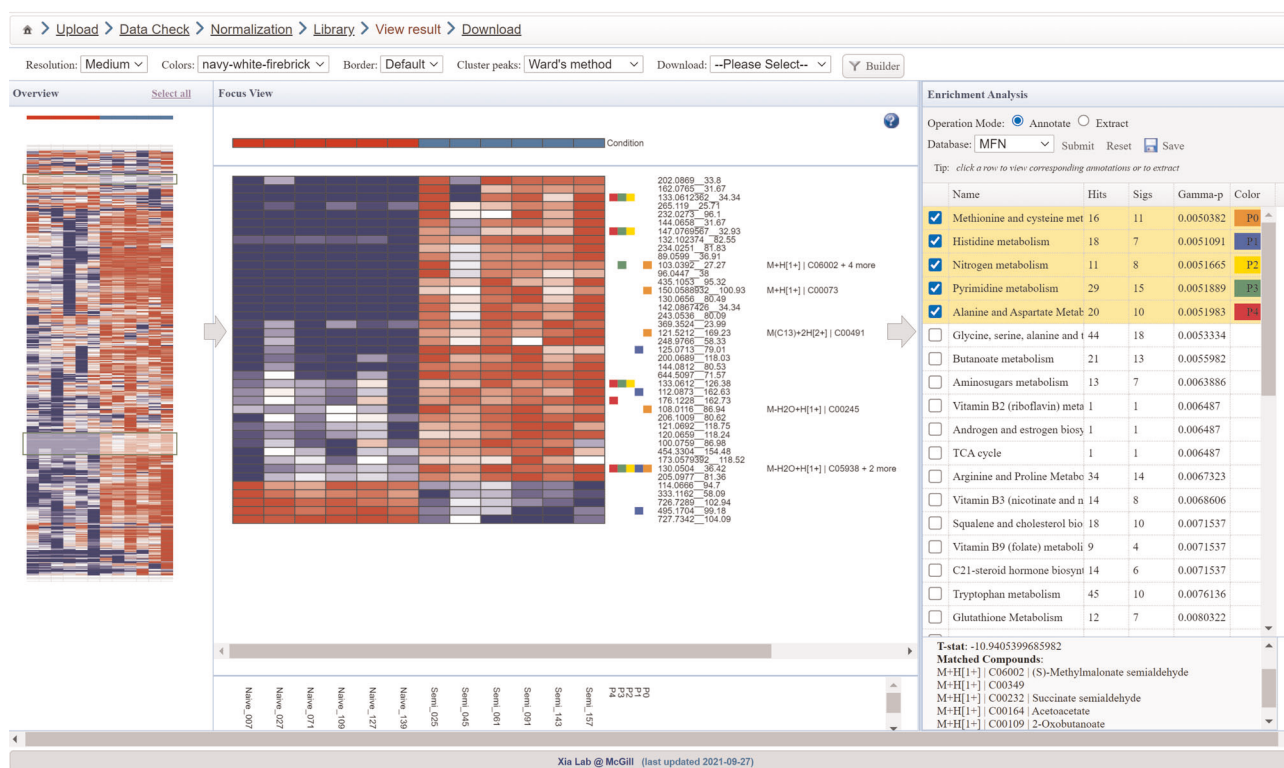 > Upload > Data Check > Normalization > Library > View result > Download
Resolution: Medium Colors: navy-white-firebrick Border: Default Cluster peaks: Ward's method Download: --Please Select-- Builder
Overview Select all
Focus View
Condition
202.0869__33.8
162.0765__31.67
133.0612362__34.34
265.119__25.71
232.0273__96.1
144.0658__31.67
147.0769567__32.93
132.102374__82.55
234.0251__81.83
89.0599__36.91
103.0392__27.27 M+H[1+] | C06002 + 4 more
96.0447__38
435.1053__95.32
150.0588932__100.93 M+H[1+] | C00073
130.0656__80.49
142.0867426__34.34
243.0536__80.09
369.3524__23.99
121.5212__169.23 M(C13)+2H[2+] | C00491
248.9766__58.33
125.0713__79.01
200.0689__118.03
144.0812__80.53
644.5097__71.57
133.0612__126.38
112.0873__162.63
176.1228__162.73
108.0116__86.94 M-H2O+H[1+] | C00245
206.1009__80.62
121.0692__118.75
120.0659__118.24
100.0759__86.98
454.3304__154.48
173.0579392__118.52
130.0504__36.42 M-H2O+H[1+] | C05938 + 2 more
205.0977__81.36
114.0666__94.7
333.1162__58.09
726.7289__102.94
495.1704__99.18
727.7342__104.09
Naive_007
Naive_027
Naive_071
Naive_109
Naive_127
Naive_139
Semi_025
Semi_045
Semi_061
Semi_091
Semi_143
Semi_157
P4
P3
P2
P1
P0
Enrichment Analysis
Operation Mode: Annotate Extract
Database: MFN Submit Reset Save
Tip: click a row to view corresponding annotations or to extract
Name Hits Sigs Gamma-p Color
Methionine and cysteine met 16 11 0.0050382 P0
Histidine metabolism 18 7 0.0051091 P1
Nitrogen metabolism 11 8 0.0051665 P2
Pyrimidine metabolism 29 15 0.0051889 P3
Alanine and Aspartate Metab 20 10 0.0051983 P4
Glycine, serine, alanine and t 44 18 0.0053334
Butanoate metabolism 21 13 0.0055982
Aminosugars metabolism 13 7 0.0063886
Vitamin B2 (riboflavin) meta 1 1 0.006487
Androgen and estrogen biosy 1 1 0.006487
TCA cycle 1 1 0.006487
Arginine and Proline Metabo 34 14 0.0067323
Vitamin B3 (nicotinate and n 14 8 0.0068606
Squalene and cholesterol bio 18 10 0.0071537
Vitamin B9 (folate) metaboli 9 4 0.0071537
C21-steroid hormone biosynt 14 6 0.0071537
Tryptophan metabolism 45 10 0.0076136
Glutathione Metabolism 12 7 0.0080322
T-stat: -10.9405399685982
Matched Compounds:
M+H[1+] | C06002 | (S)-Methylmalonate semialdehyde
M+H[1+] | C00349
M+H[1+] | C00232 | Succinate semialdehyde
M+H[1+] | C00164 | Acetoacetate
M+H[1+] | C00109 | 2-Oxobutanoate
Xia Lab @ McGill (last updated 2021-09-27)